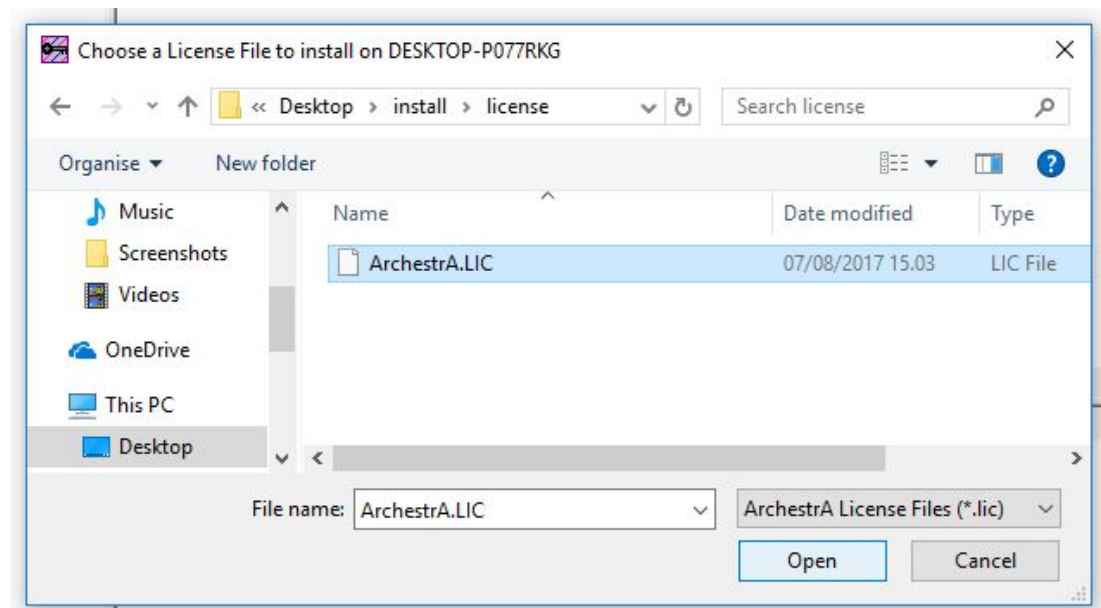 Choose a License File to install on DESKTOP-P077RKG
« Desktop > install > license
Search license
Organise
New folder
Music
Screenshots
Videos
OneDrive
This PC
Desktop
Name
Date modified
Type
ArchestrA.LIC
07/08/2017 15.03
LIC File
File name:
ArchestrA.LIC
ArchestrA License Files (*.lic)
Open
Cancel